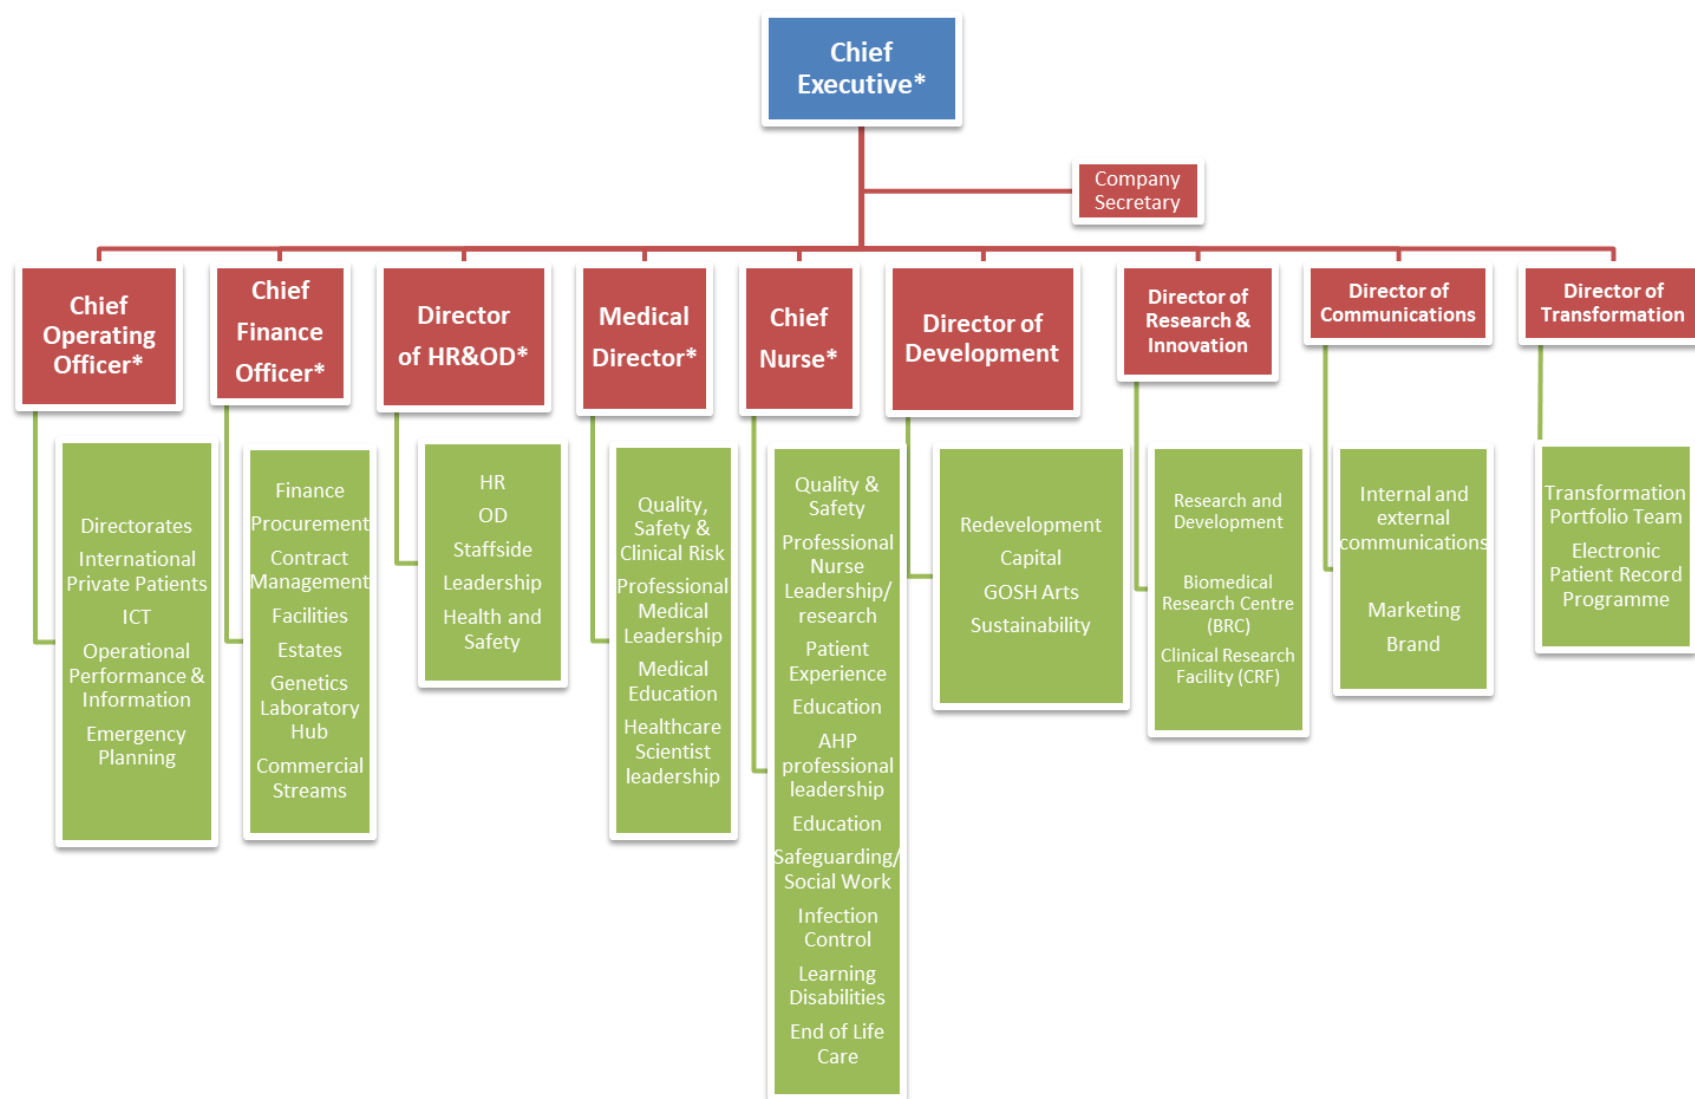 Chief
Executive*
Company
Secretary
Chief
Operating
Officer*
Chief
Finance
Officer*
Director
of HR&OD*
Medical
Director*
Chief
Nurse*
Director of
Development
Director of
Research &
Innovation
Director of
Communications
Director of
Transformation
Directorates
International
Private Patients
ICT
Operational
Performance &
Information
Emergency
Planning
Finance
Procurement
Contract
Management
Facilities
Estates
Genetics
Laboratory
Hub
Commercial
Streams
HR
OD
Staffside
Leadership
Health and
Safety
Quality,
Safety &
Clinical Risk
Professional
Medical
Leadership
Medical
Education
Healthcare
Scientist
leadership
Quality &
Safety
Professional
Nurse
Leadership/
research
Patient
Experience
Education
AHP
professional
leadership
Education
Safeguarding/
Social Work
Infection
Control
Learning
Disabilities
End of Life
Care
Redevelopment
Capital
GOSH Arts
Sustainability
Research and
Development
Biomedical
Research Centre
(BRC)
Clinical Research
Facility (CRF)
Internal and
external
communications
Marketing
Brand
Transformation
Portfolio Team
Electronic
Patient Record
Programme